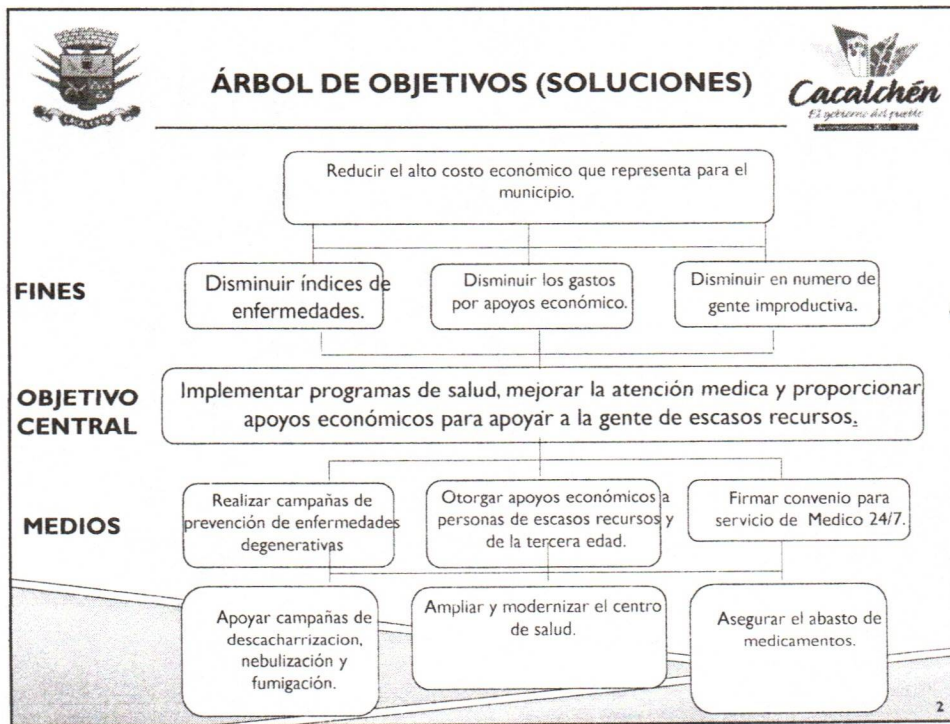 ÁRBOL DE OBJETIVOS (SOLUCIONES)
CACALCHEN
Cacalchén
El gobierno del pueblo
Reducir el alto costo económico que representa para el
municipio.
FINES
Disminuir índices de
enfermedades.
Disminuir los gastos
por apoyos económico.
Disminuir en numero de
gente improductiva.
OBJETIVO
CENTRAL
Implementar programas de salud, mejorar la atención medica y proporcionar
apoyos económicos para apoyar a la gente de escasos recursos.
MEDIOS
Realizar campañas de
prevención de enfermedades
degenerativas
Otorgar apoyos económicos a
personas de escasos recursos y
de la tercera edad.
Firmar convenio para
servicio de Medico 24/7.
Apoyar campañas de
descacharrizacion,
nebulización y
fumigación.
Ampliar y modernizar el centro
de salud.
Asegurar el abasto de
medicamentos.
2